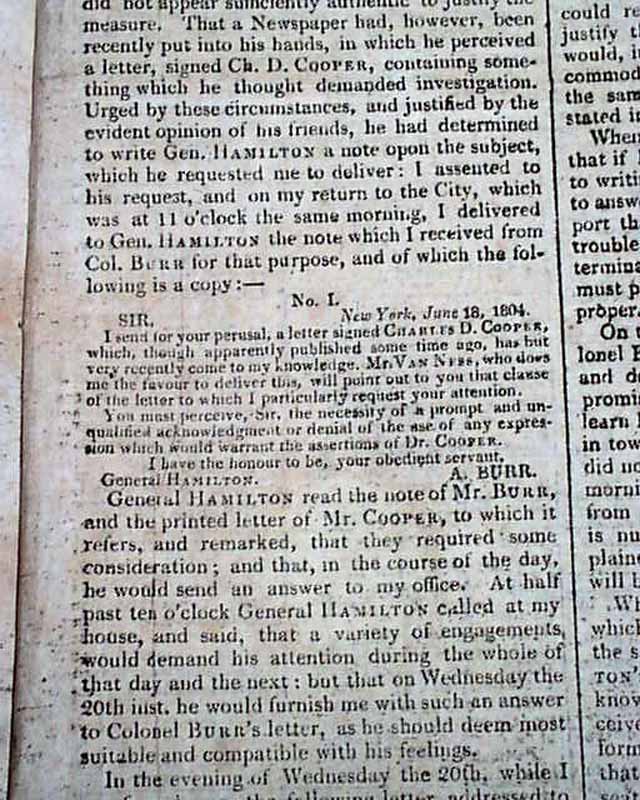 did not appear sufficiently authentic to justify the
measure. That a Newspaper had, however, been
recently put into his hands, in which he perceived
a letter, signed Ch. D. COOPER, containing some-
thing which he thought demanded investigation.
Urged by these circumstances, and justified by the
evident opinion of his friends, he had determined
to write Gen. HAMILTON a note upon the subject,
which he requested me to deliver: I assented to
his request, and on my return to the City, which
was at 11 o'clock the same morning, I delivered
to Gen. HAMILTON the note which I received from
Col. BURR for that purpose, and of which the fol-
lowing is a copy:—
No. I.
New York, June 18, 1804.
SIR,
I send for your perusal, a letter signed CHARLES D. COOPER,
which, though apparently published some time ago, has but
very recently come to my knowledge. Mr. VAN NESS, who does
me the favour to deliver this, will point out to you that clause
of the letter to which I particularly request your attention.
You must perceive, Sir, the necessity of a prompt and un-
qualified acknowledgment or denial of the use of any expres-
sion which would warrant the assertions of Dr. COOPER.
I have the honour to be, your obedient servant,
General HAMILTON. A. BURR.
General HAMILTON read the note of Mr. BURR,
and the printed letter of Mr. COOPER, to which it
refers, and remarked, that they required some
consideration; and that, in the course of the day,
he would send an answer to my office. At half
past ten o'clock General HAMILTON called at my
house, and said, that a variety of engagements,
would demand his attention during the whole of
that day and the next: but that on Wednesday the
20th inst. he would furnish me with such an answer
to Colonel BURR's letter, as he should deem most
suitable and compatible with his feelings.
In the evening of Wednesday the 20th, while I
the following letter addressed to
could re
justify t
would, i
commod
the sam
stated i
When
that if
to writi
to answ
port th
trouble
termina
must p
proper
On
lonel B
and d
promi
learn
in tow
did no
morni
from
is nu
plaine
will b
W
which
the s
TON'
know
ceive
form
that